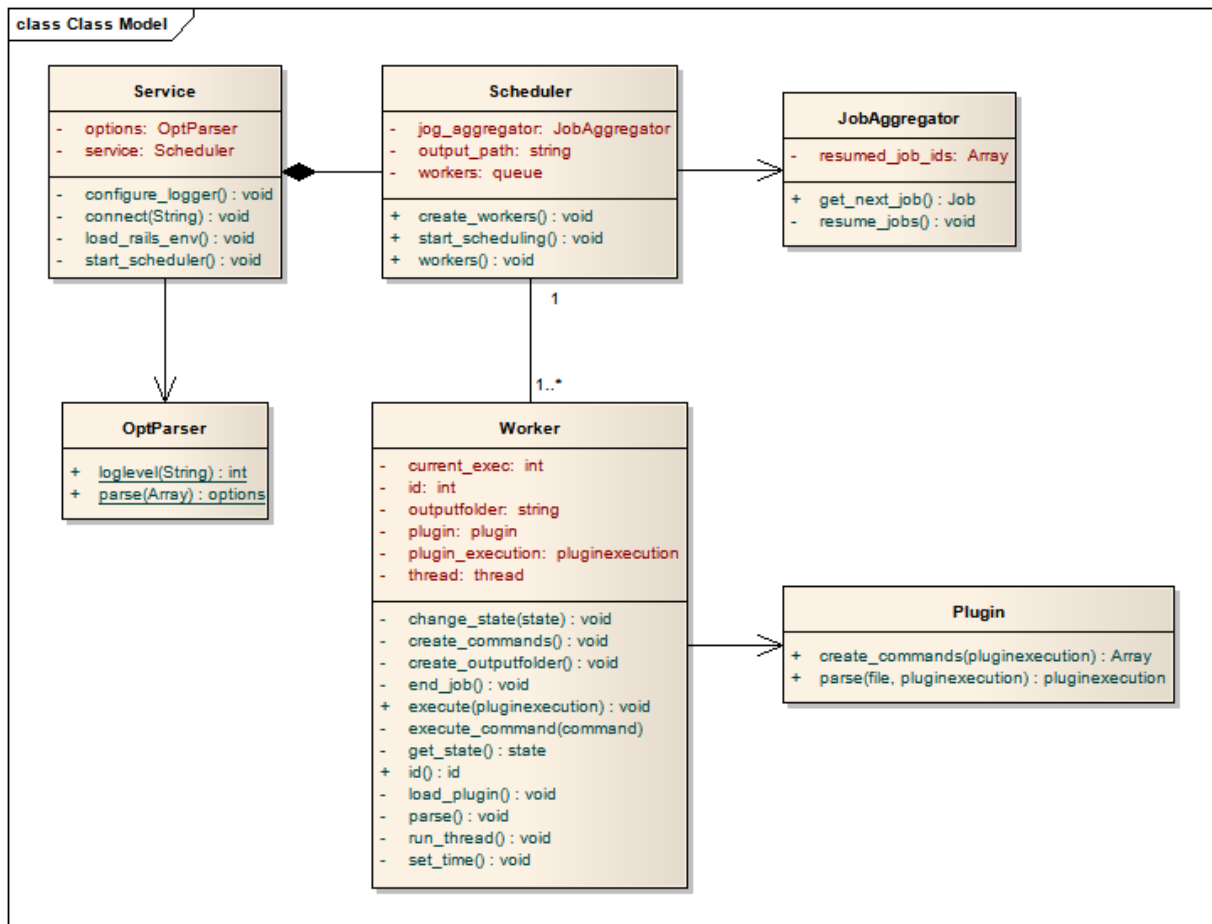 class Class Model
Service
- options: OptParser
- service: Scheduler
- configure_logger() : void
- connect(String) : void
- load_rails_env() : void
- start_scheduler() : void
Scheduler
- jog_aggregator: JobAggregator
- output_path: string
- workers: queue
+ create_workers() : void
+ start_scheduling() : void
+ workers() : void
JobAggregator
- resumed_job_ids: Array
+ get_next_job() : Job
- resume_jobs() : void
1
1..*
OptParser
+ loglevel(String) : int
+ parse(Array) : options
Worker
- current_exec: int
- id: int
- outputfolder: string
- plugin: plugin
- plugin_execution: pluginexecution
- thread: thread
- change_state(state) : void
- create_commands() : void
- create_outputfolder() : void
- end_job() : void
+ execute(pluginexecution) : void
- execute_command(command)
- get_state() : state
+ id() : id
- load_plugin() : void
- parse() : void
- run_thread() : void
- set_time() : void
Plugin
+ create_commands(pluginexecution) : Array
+ parse(file, pluginexecution) : pluginexecution